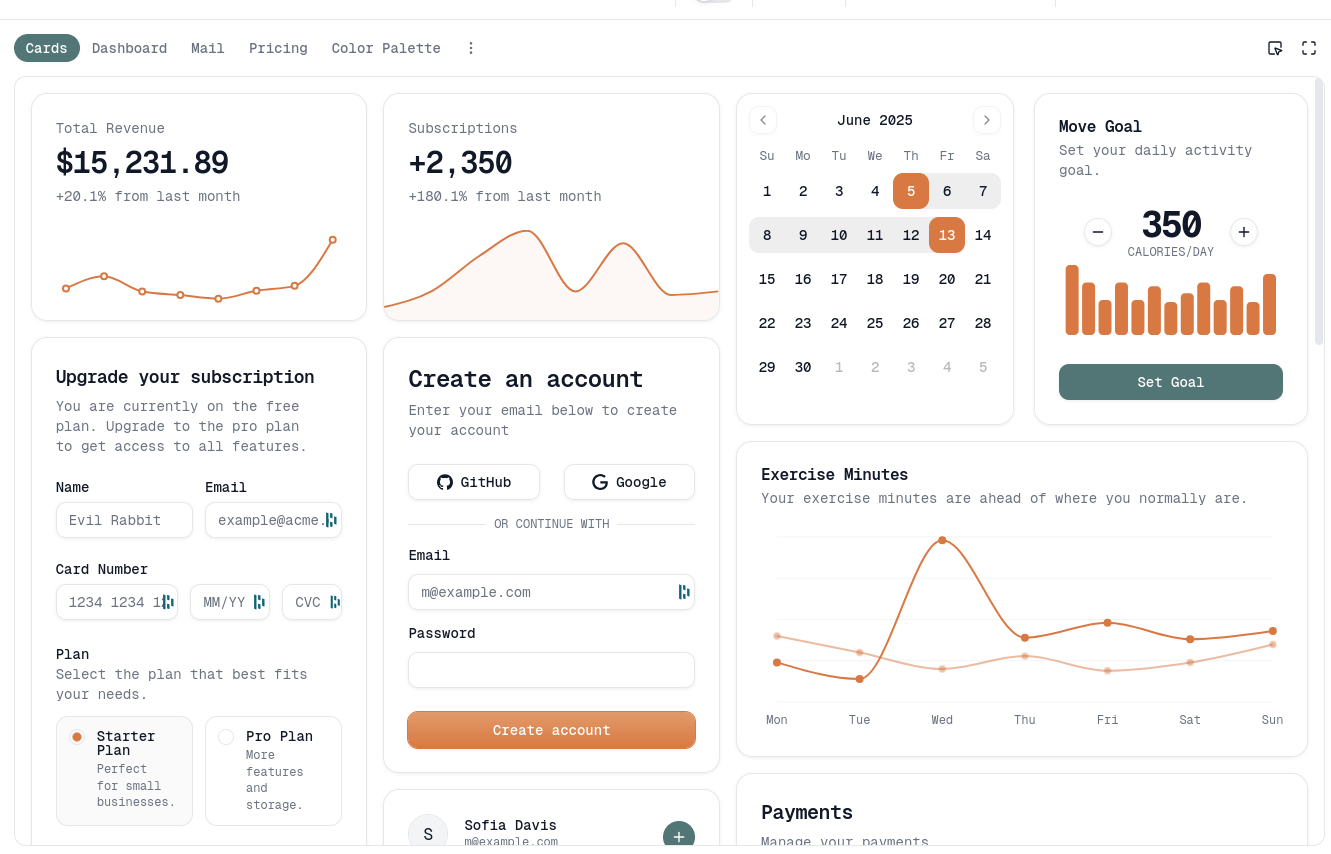 Cards Dashboard Mail Pricing Color Palette
Total Revenue
$15,231.89
+20.1% from last month
Subscriptions
+2,350
+180.1% from last month
June 2025
Su Mo Tu We Th Fr Sa
1 2 3 4 5 6 7
8 9 10 11 12 13 14
15 16 17 18 19 20 21
22 23 24 25 26 27 28
29 30 1 2 3 4 5
Move Goal
Set your daily activity
goal.
350
CALORIES/DAY
Set Goal
Upgrade your subscription
You are currently on the free
plan. Upgrade to the pro plan
to get access to all features.
Name Email
Evil Rabbit example@acme.
Card Number
1234 1234 1 MM/YY CVC
Plan
Select the plan that best fits
your needs.
Starter
Plan
Perfect
for small
businesses.
Pro Plan
More
features
and
storage.
Create an account
Enter your email below to create
your account
GitHub Google
OR CONTINUE WITH
Email
m@example.com
Password
Create account
S
Sofia Davis
m@example.com
Exercise Minutes
Your exercise minutes are ahead of where you normally are.
Mon Tue Wed Thu Fri Sat Sun
Payments
Manage your payments.